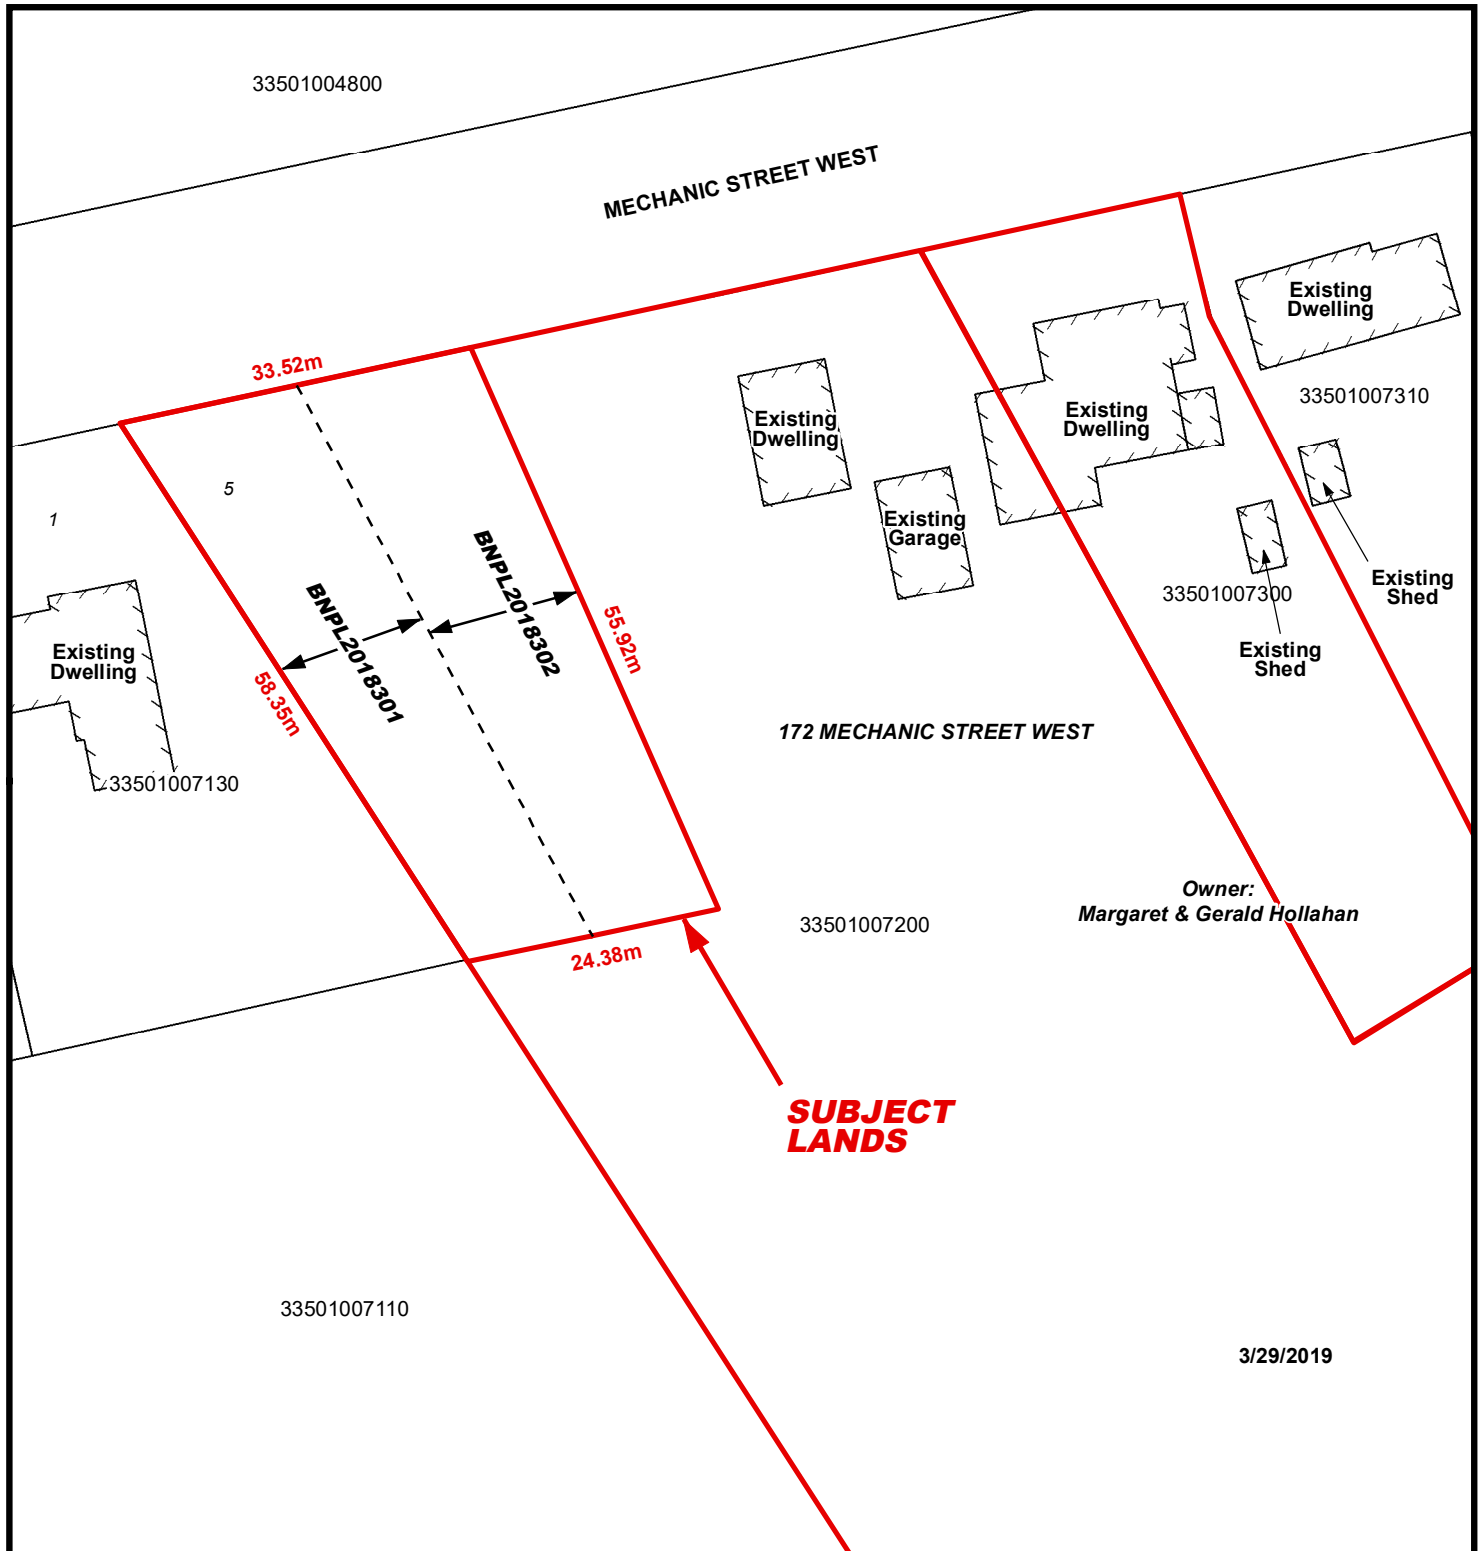 33501004800
MECHANIC STREET WEST
Existing
Dwelling
33.52m
33501007310
Existing
Dwelling
Existing
Dwelling
5
1
Existing
Garage
BNPL2018302
BNPL2018301
Existing
Shed
33501007300
55.92m
Existing
Dwelling
Existing
Shed
58.35m
172 MECHANIC STREET WEST
33501007130
Owner:
Margaret & Gerald Hollahan
33501007200
24.38m
SUBJECT
LANDS
33501007110
3/29/2019